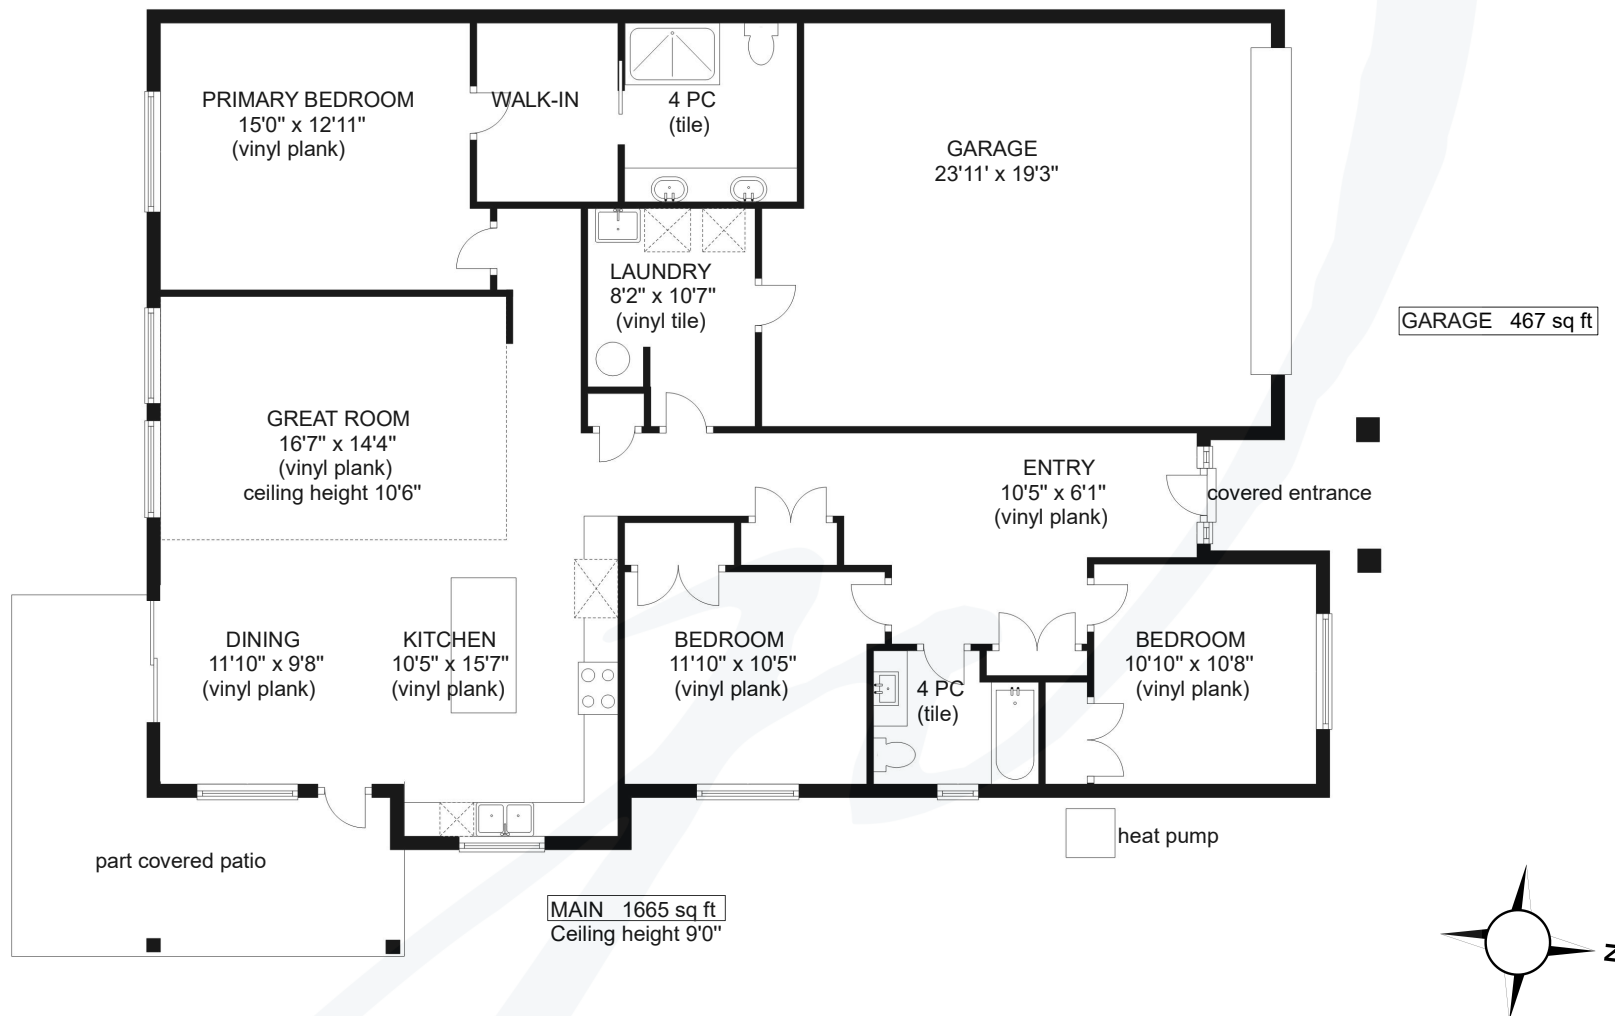 PRIMARY BEDROOM
15'0" x 12'11"
(vinyl plank)
WALK-IN
4 PC
(tile)
GARAGE
23'11' x 19'3"
LAUNDRY
8'2" x 10'7"
(vinyl tile)
GARAGE 467 sq ft
GREAT ROOM
16'7" x 14'4"
(vinyl plank)
ceiling height 10'6"
ENTRY
10'5" x 6'1"
(vinyl plank)
covered entrance
DINING
11'10" x 9'8"
(vinyl plank)
KITCHEN
10'5" x 15'7"
(vinyl plank)
BEDROOM
11'10" x 10'5"
(vinyl plank)
4 PC
(tile)
BEDROOM
10'10" x 10'8"
(vinyl plank)
part covered patio
heat pump
MAIN 1665 sq ft
Ceiling height 9'0"
N